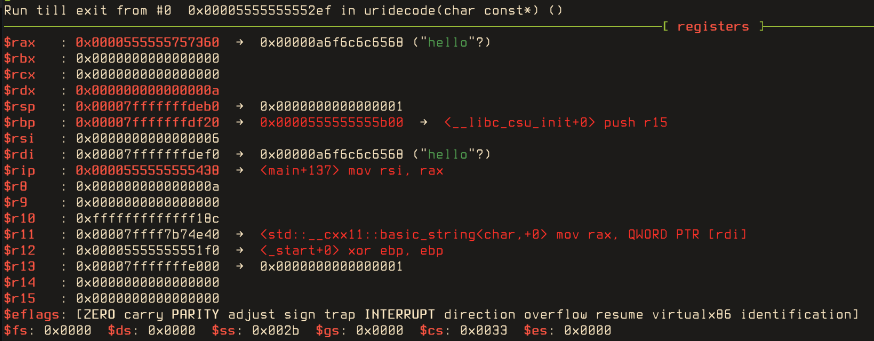 Run till exit from #0  0x00005555555552ef in uridecode(char const*) ()
[ registers ]
$rax   : 0x0000555555757360  →  0x00000a6f6c6c6568 ("hello"?)
$rbx   : 0x0000000000000000
$rcx   : 0x0000000000000000
$rdx   : 0x000000000000000a
$rsp   : 0x00007fffffffdeb0  →  0x0000000000000001
$rbp   : 0x00007fffffffdf20  →  0x0000555555555b00  →  <__libc_csu_init+0> push r15
$rsi   : 0x0000000000000006
$rdi   : 0x00007fffffffdef0  →  0x00000a6f6c6c6568 ("hello"?)
$rip   : 0x0000555555555438  →  <main+137> mov rsi, rax
$r8    : 0x000000000000000a
$r9    : 0x0000000000000000
$r10   : 0xfffffffffffff18c
$r11   : 0x00007ffff7b74e40  →  <std::__cxx11::basic_string<char,+0> mov rax, QWORD PTR [rdi]
$r12   : 0x00005555555551f0  →  <_start+0> xor ebp, ebp
$r13   : 0x00007fffffffe000  →  0x0000000000000001
$r14   : 0x0000000000000000
$r15   : 0x0000000000000000
$eflags: [ZERO carry PARITY adjust sign trap INTERRUPT direction overflow resume virtualx86 identification]
$fs: 0x0000  $ds: 0x0000  $ss: 0x002b  $gs: 0x0000  $cs: 0x0033  $es: 0x0000